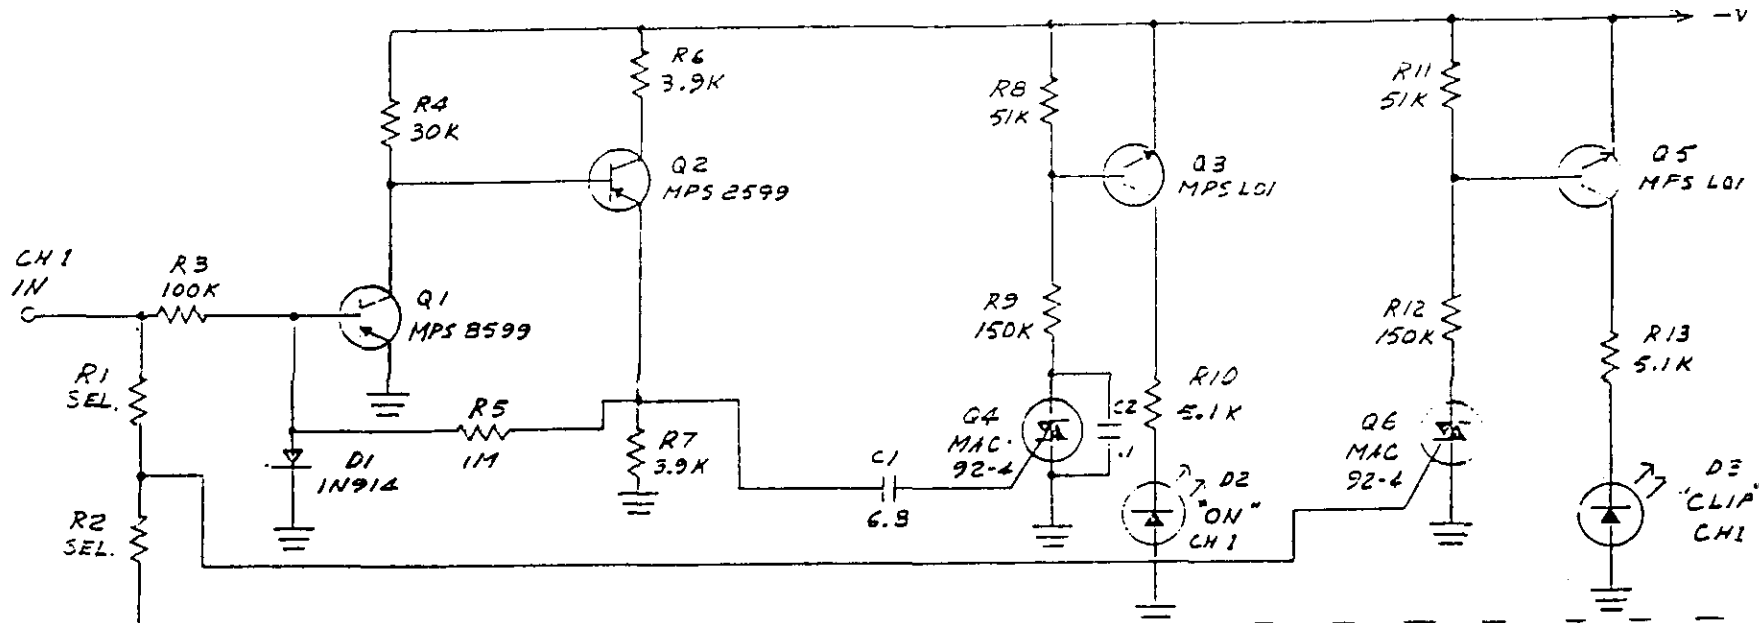 -V
R6
3.9K
R4
30K
Q2
MPS 2599
R8
51K
Q3
MPS L01
R11
51K
Q5
MPS L01
CH 1
IN
R3
100K
Q1
MPS 8599
R9
150K
R12
150K
R13
5.1K
R1
SEL.
R10
5.1K
R5
1M
R7
3.9K
Q4
MAC
92-4
C2
.1
Q6
MAC
92-4
D1
1N914
C1
6.8
D2
"ON"
CH 1
D3
"CLIP"
CH1
R2
SEL.